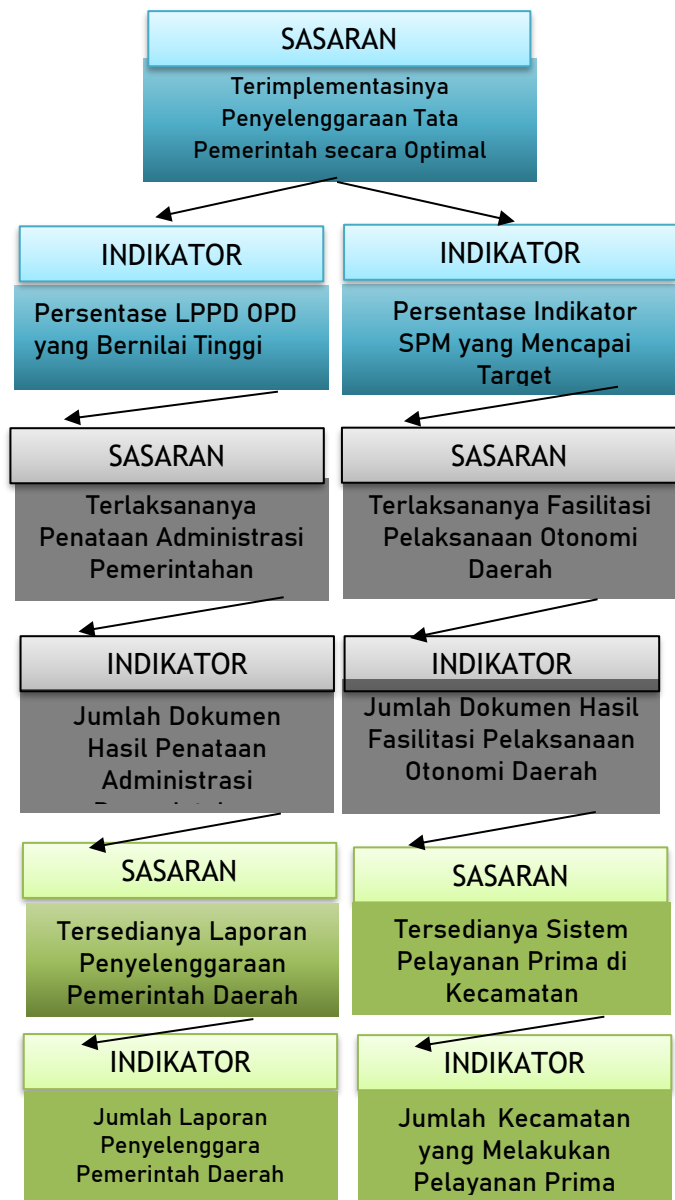 SASARAN
Terimplementasinya
Penyelenggaraan Tata
Pemerintah secara Optimal
INDIKATOR
Persentase LPPD OPD
yang Bernilai Tinggi
INDIKATOR
Persentase Indikator
SPM yang Mencapai
Target
SASARAN
Terlaksananya
Penataan Administrasi
Pemerintahan
SASARAN
Terlaksananya Fasilitasi
Pelaksanaan Otonomi
Daerah
INDIKATOR
Jumlah Dokumen
Hasil Penataan
Administrasi
INDIKATOR
Jumlah Dokumen Hasil
Fasilitasi Pelaksanaan
Otonomi Daerah
SASARAN
Tersedianya Laporan
Penyelenggaraan
Pemerintah Daerah
SASARAN
Tersedianya Sistem
Pelayanan Prima di
Kecamatan
INDIKATOR
Jumlah Laporan
Penyelenggara
Pemerintah Daerah
INDIKATOR
Jumlah Kecamatan
yang Melakukan
Pelayanan Prima